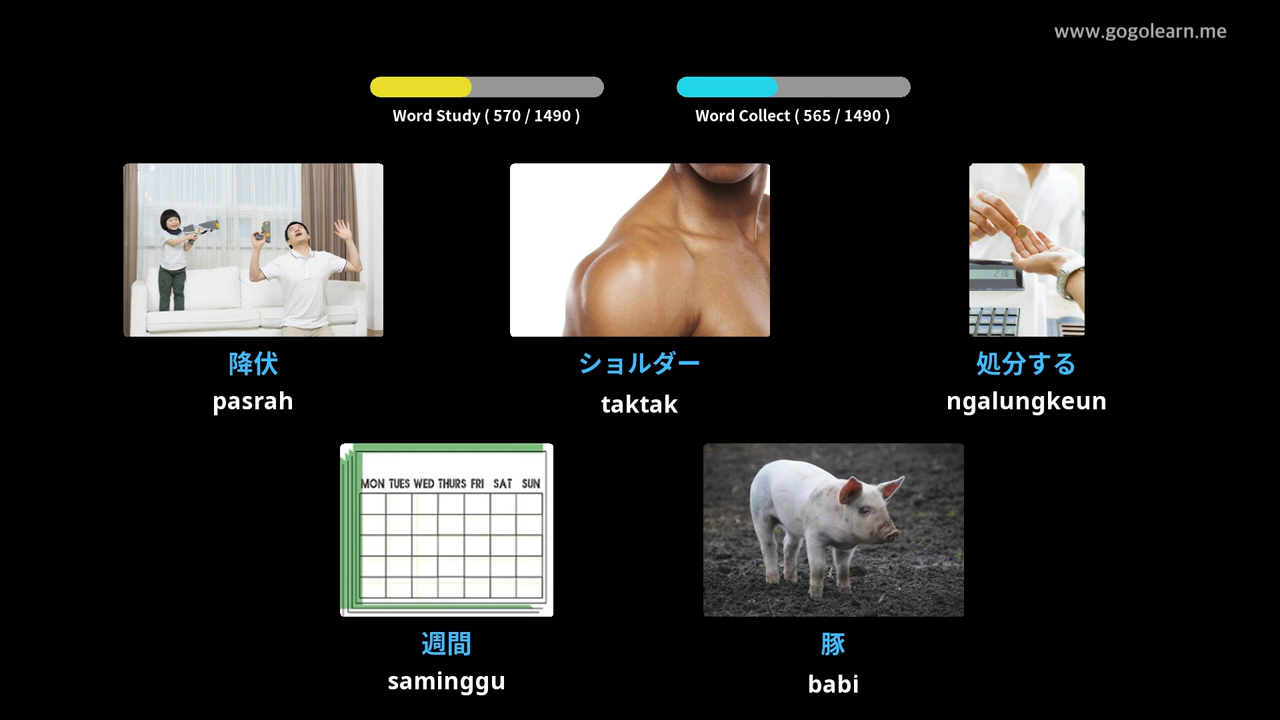 www.gogolearn.me
Word Study ( 570 / 1490 )
Word Collect ( 565 / 1490 )
降伏
pasrah
ショルダー
taktak
処分する
ngalungkeun
MON TUES WED THURS FRI SAT SUN
週間
saminggu
豚
babi